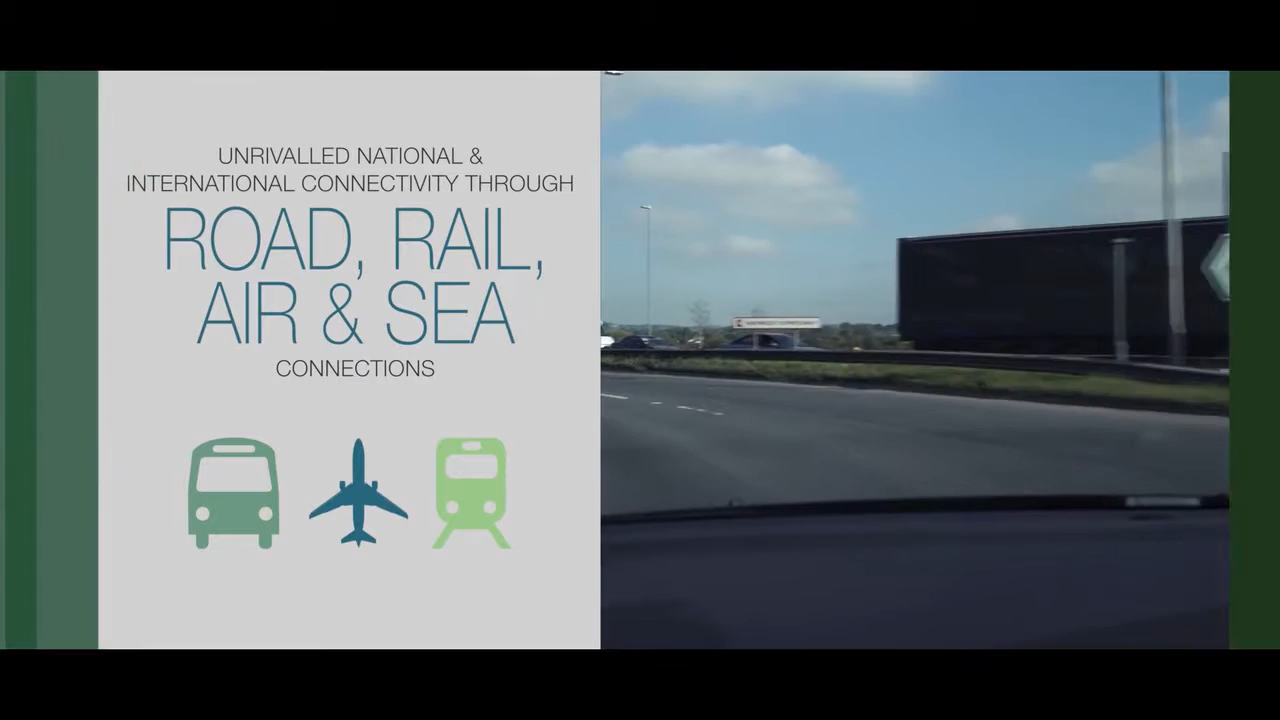 UNRIVALLED NATIONAL &
INTERNATIONAL CONNECTIVITY THROUGH
ROAD, RAIL,
AIR & SEA
CONNECTIONS